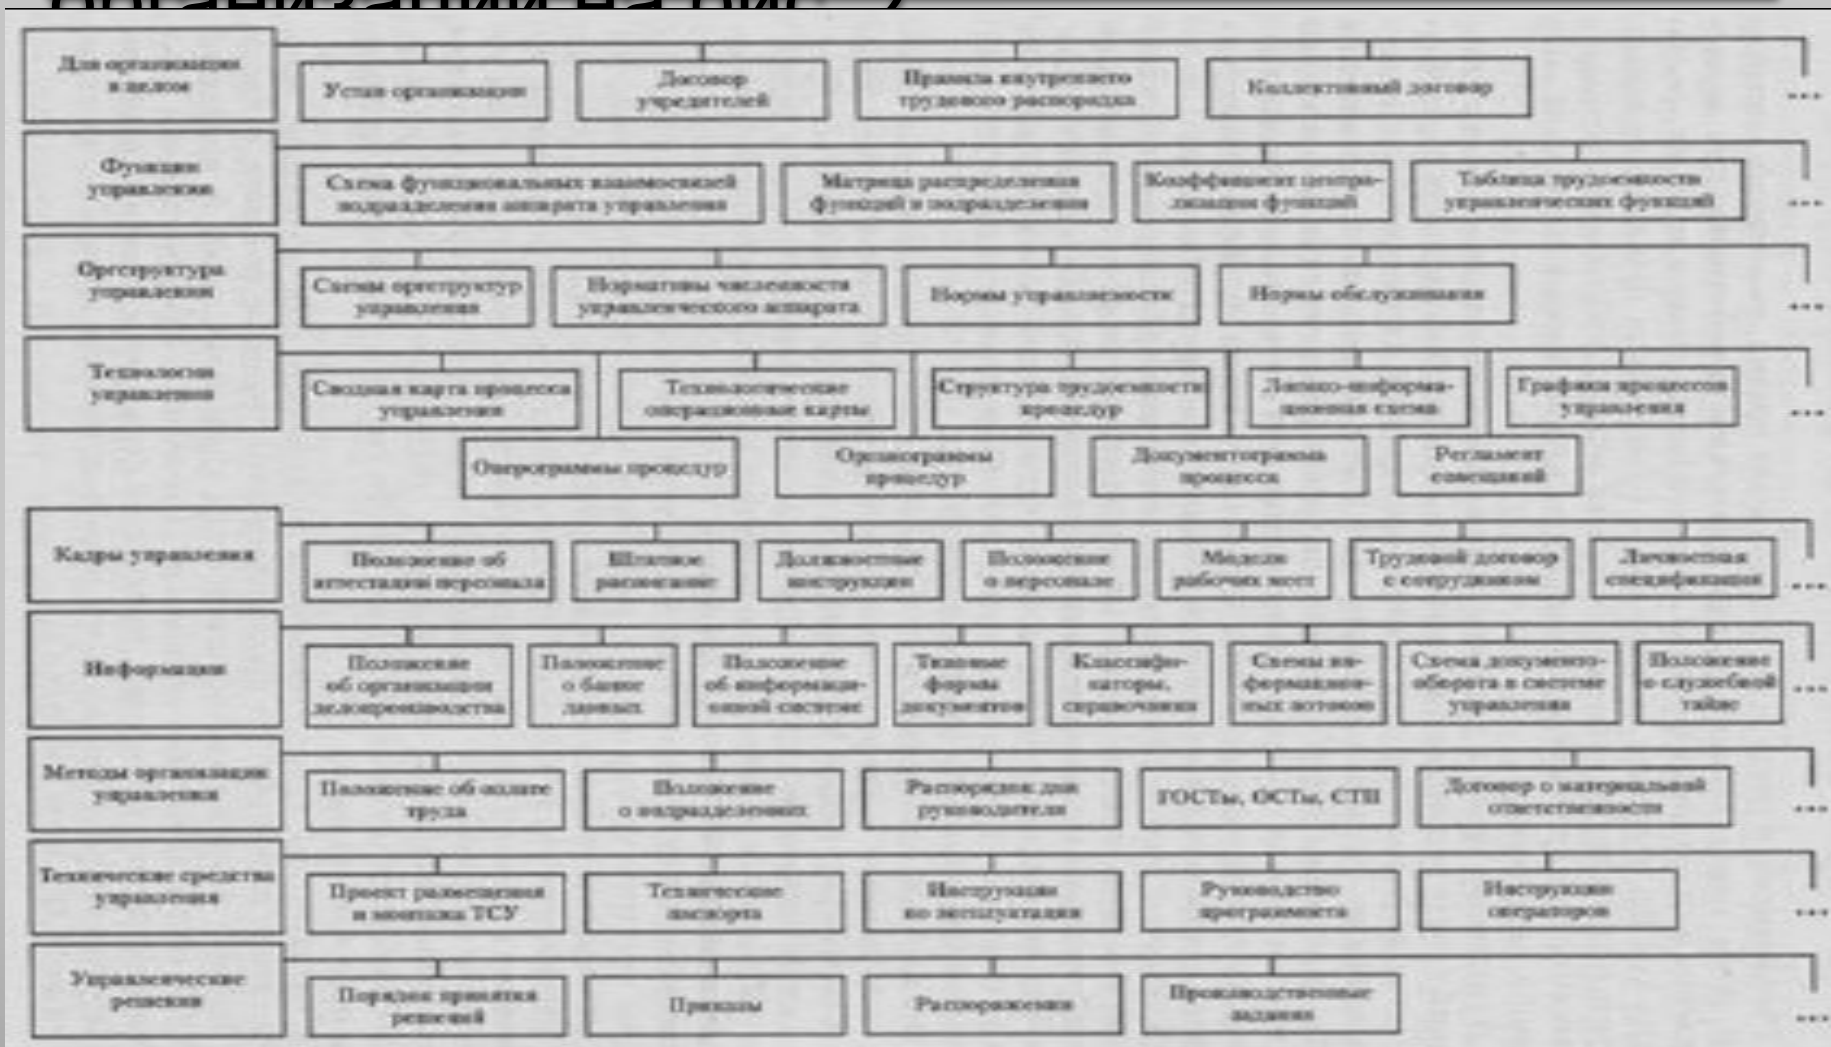 организации на рис. 2
Для организации
в целом
Устав организации
Договор
учредителей
Правила внутреннего
трудового распорядка
Коллективный договор
...
Функции
управления
Схема функциональных взаимосвязей
подразделения аппарата управления
Матрица распределения
функций и подразделения
Коэффициент центра-
лизации функций
Таблица трудоемкости
управленческих функций
...
Оргструктура
управления
Схемы оргструктур
управления
Нормативы численности
управленческого аппарата
Нормы управляемости
Нормы обслуживания
...
Технология
управления
Сводная карта процесса
управления
Технологические
операционные карты
Структура трудоемкости
процедур
Логико-информа-
ционная схема
Графики процессов
управления
...
Оперограммы процедур
Органограммы
процедур
Документограмма
процесса
Регламент
совещаний
Кадры управления
Положение об
аттестации персонала
Штатное
расписание
Должностные
инструкции
Положение
о персонале
Модели
рабочих мест
Трудовой договор
с сотрудником
Личностная
спецификация
...
Информация
Положение
об организации
делопроизводства
Положение
о банке
данных
Положение
об информаци-
онной системе
Типовые
формы
документов
Классифи-
каторы,
справочники
Схемы ин-
формацион-
ных потоков
Схема документо-
оборота в системе
управления
Положение
о служебной
тайне
...
Методы организации
управления
Положение об оплате
труда
Положение
о подразделениях
Распорядок дня
руководителя
ГОСТы, ОСТы, СТП
Договор о материальной
ответственности
...
Технические средства
управления
Проект размещения
и монтажа ТСУ
Технические
паспорта
Инструкции
по эксплуатации
Руководство
программиста
Инструкции
операторов
...
Управленческие
решения
Порядок принятия
решений
Приказы
Распоряжения
Производственные
задания
...